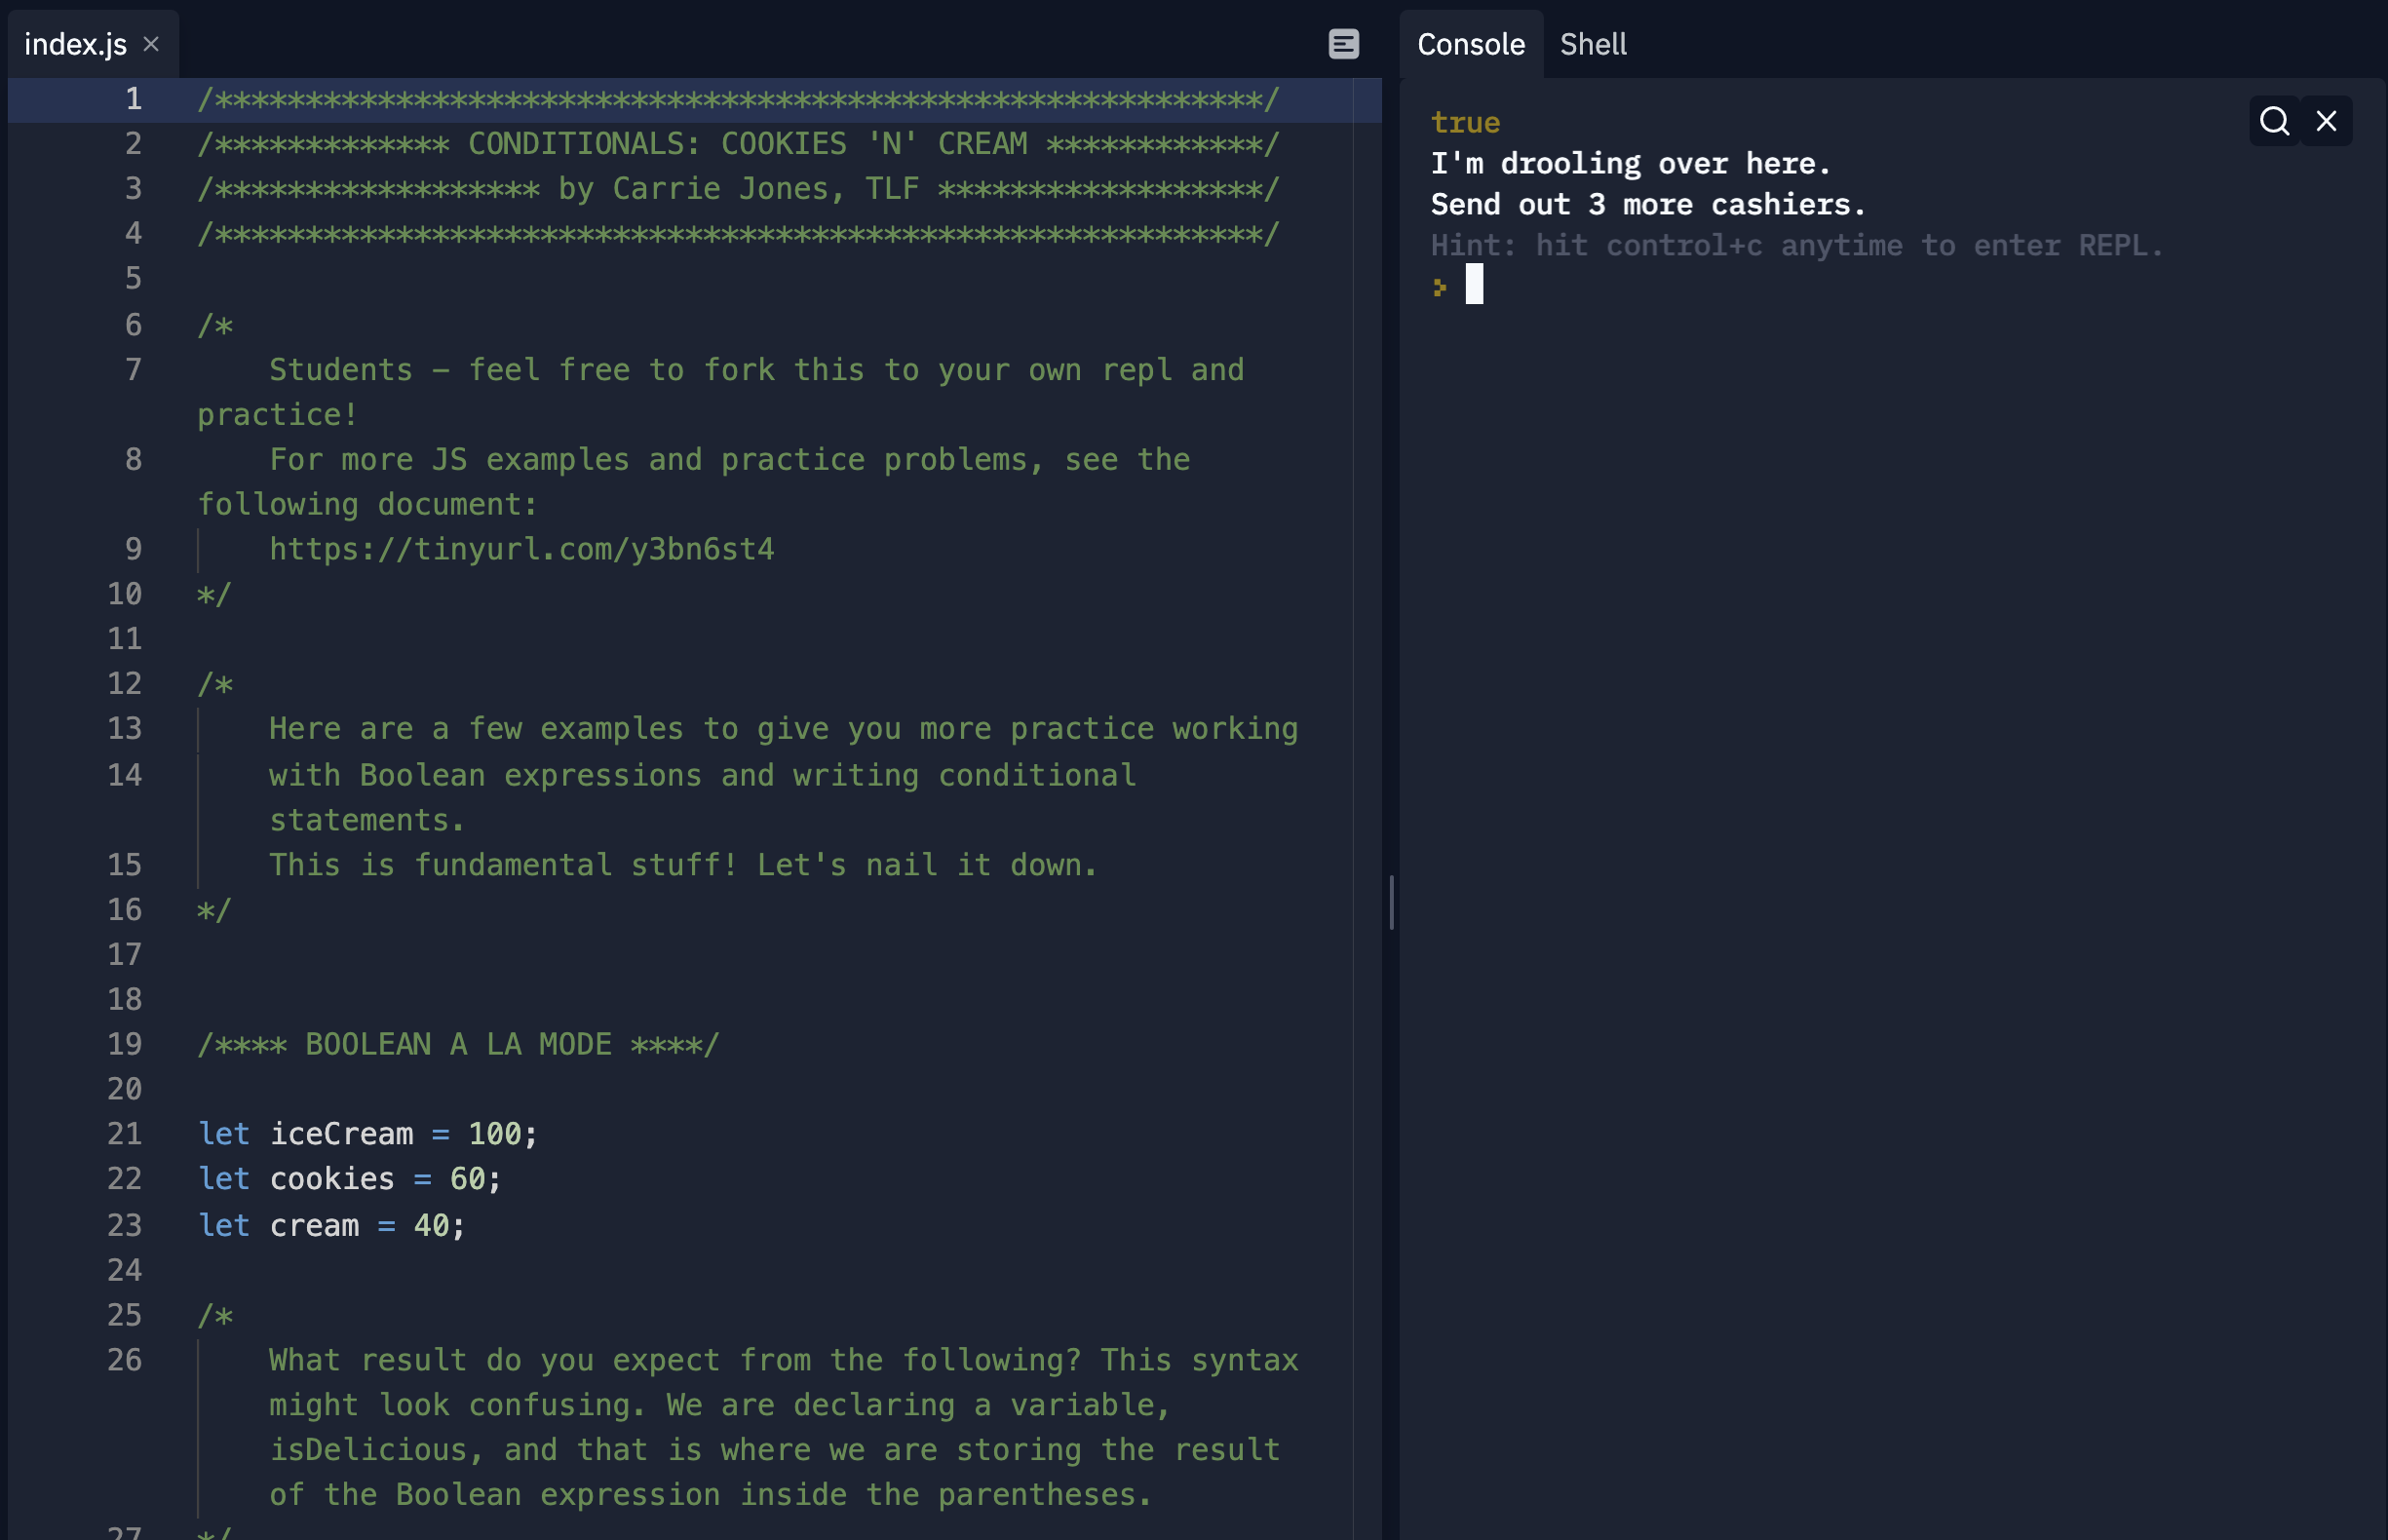 index.js
Console Shell
1 /**********************************************************/
2 /************* CONDITIONALS: COOKIES 'N' CREAM ************/
3 /****************** by Carrie Jones, TLF ******************/
4 /**********************************************************/
5
6 /*
7 Students – feel free to fork this to your own repl and
practice!
8 For more JS examples and practice problems, see the
following document:
9 https://tinyurl.com/y3bn6st4
10 */
11
12 /*
13 Here are a few examples to give you more practice working
14 with Boolean expressions and writing conditional
statements.
15 This is fundamental stuff! Let's nail it down.
16 */
17
18
19 /**** BOOLEAN A LA MODE ****/
20
21 let iceCream = 100;
22 let cookies = 60;
23 let cream = 40;
24
25 /*
26 What result do you expect from the following? This syntax
might look confusing. We are declaring a variable,
isDelicious, and that is where we are storing the result
of the Boolean expression inside the parentheses.
27 */
true
I'm drooling over here.
Send out 3 more cashiers.
Hint: hit control+c anytime to enter REPL.